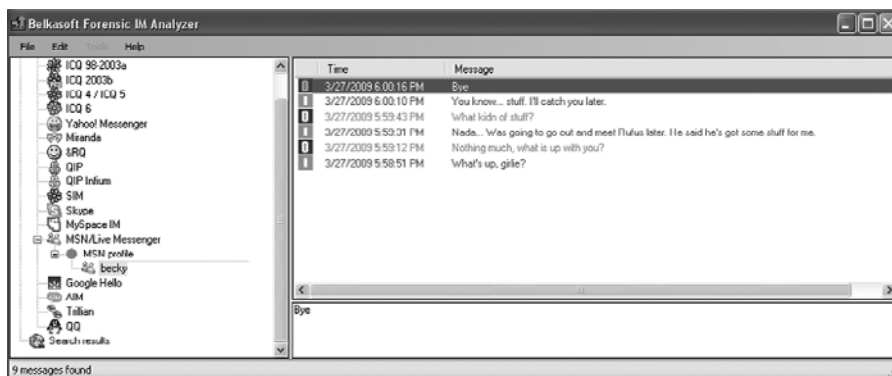 Belkasoft Forensic IM Analyzer
File Edit Tools Help
ICQ 98-2003a
ICQ 2003b
ICQ 4 / ICQ 5
ICQ 6
Yahoo! Messenger
Miranda
&RQ
QIP
QIP Infium
SIM
Skype
MySpace IM
MSN/Live Messenger
MSN profile
becky
Google Hello
AIM
Trillian
QQ
Search results
Time Message
3/27/2009 6:00:16 PM Bye
3/27/2009 6:00:10 PM You know... stuff. I'll catch you later.
3/27/2009 5:59:43 PM What kidn of stuff?
3/27/2009 5:59:31 PM Nada... Was going to go out and meet Rufus later. He said he's got some stuff for me.
3/27/2009 5:59:12 PM Nothing much, what is up with you?
3/27/2009 5:58:51 PM What's up, girlie?
Bye
9 messages found